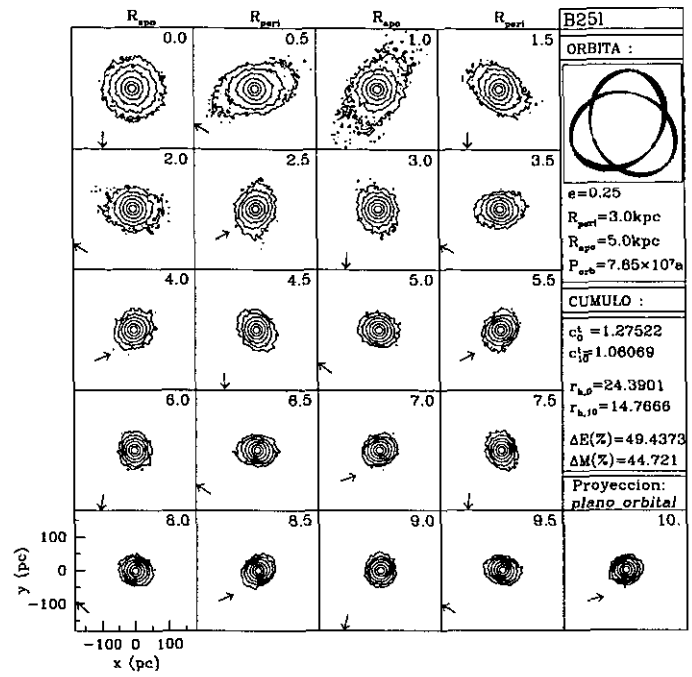 R_apo R_peri R_apo R_peri
0.0 0.5 1.0 1.5
2.0 2.5 3.0 3.5
4.0 4.5 5.0 5.5
6.0 6.5 7.0 7.5
8.0 8.5 9.0 9.5 10.
B251
ORBITA :
e=0.25
R_peri=3.0kpc
R_apo=5.0kpc
P_orb=7.85×10⁷a
CUMULO :
c₀ᵗ =1.27522
c₁₀ᵗ=1.06069
r_h,0=24.3901
r_h,10=14.7666
ΔE(%)=49.4373
ΔM(%)=44.721
Proyeccion:
plano orbital
y (pc)
100
0
-100
-100 0 100
x (pc)